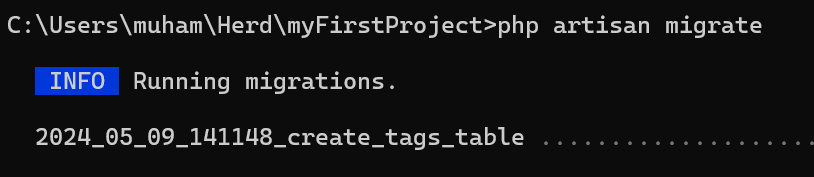 C:\Users\muham\Herd\myFirstProject>php artisan migrate
INFO Running migrations.
2024_05_09_141148_create_tags_table ....................